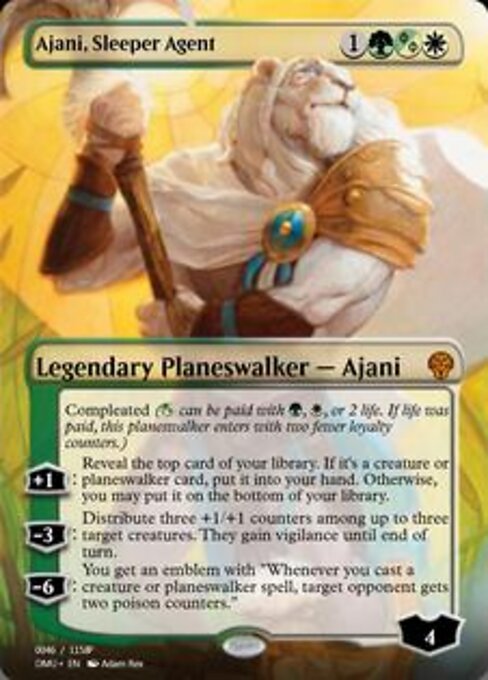 Ajani, Sleeper Agent 1
Legendary Planeswalker — Ajani
Compleated ( can be paid with , , or 2 life. If life was
paid, this planeswalker enters with two fewer loyalty
counters.)
Reveal the top card of your library. If it's a creature or
+1 : planeswalker card, put it into your hand. Otherwise,
you may put it on the bottom of your library.
Distribute three +1/+1 counters among up to three
-3 : target creatures. They gain vigilance until end of
turn.
You get an emblem with "Whenever you cast a
-6 : creature or planeswalker spell, target opponent gets
two poison counters."
4
DMU • EN Adam Rex